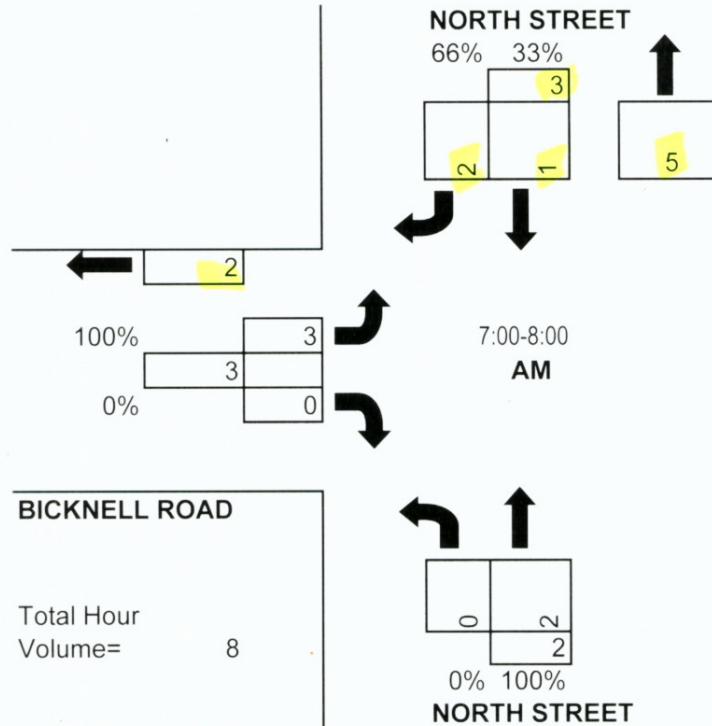 NORTH STREET
66% 33%
3
2 1 5
2
100% 3
3
0% 0
7:00-8:00
AM
BICKNELL ROAD
Total Hour
Volume= 8
0 2
2
0% 100%
NORTH STREET